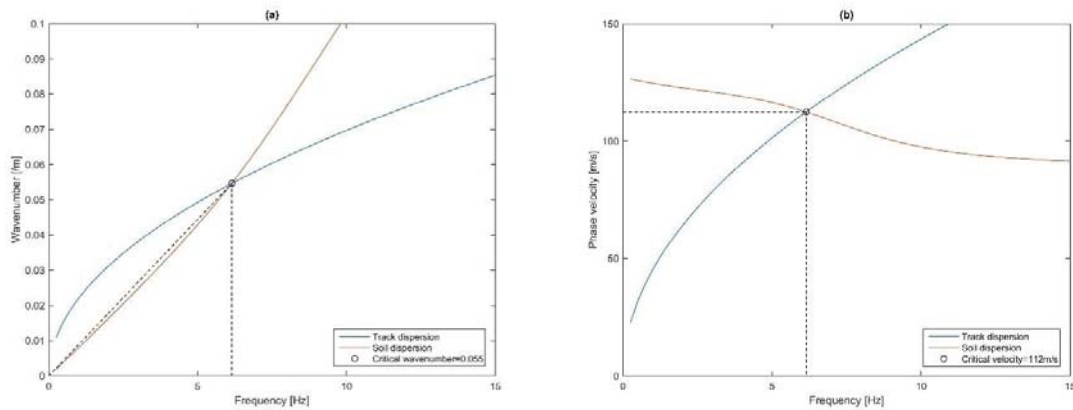 (a)
0.1
0.09
0.08
0.07
0.06
0.05
0.04
0.03
0.02
0.01
0
Wavenumber [/m]
Track dispersion
Soil dispersion
Critical wavenumber=0.055
0 5 10 15
Frequency [Hz]
(b)
150
100
50
0
Phase velocity [m/s]
Track dispersion
Soil dispersion
Critical velocity=112m/s
0 5 10 15
Frequency [Hz]